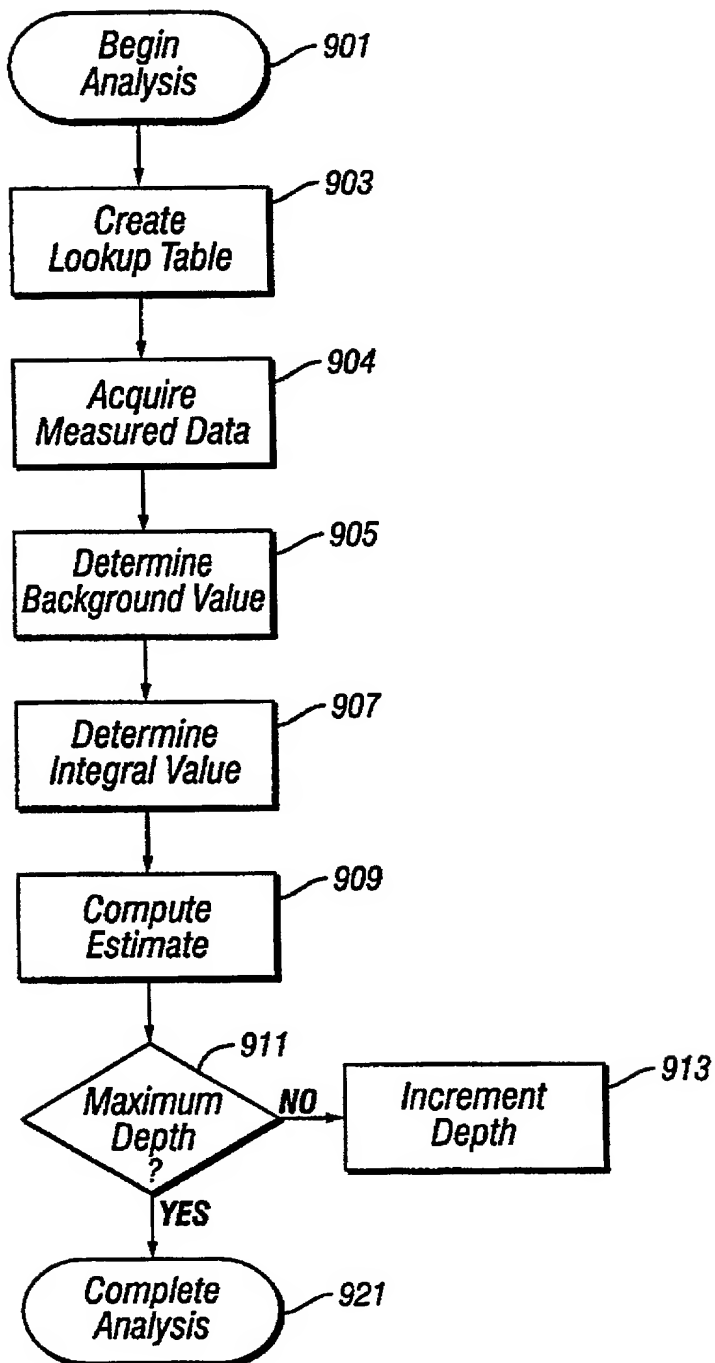 Begin
Analysis
901
903
Create
Lookup Table
904
Acquire
Measured Data
905
Determine
Background Value
907
Determine
Integral Value
909
Compute
Estimate
911
Maximum
Depth
?
NO
913
Increment
Depth
YES
Complete
Analysis
921